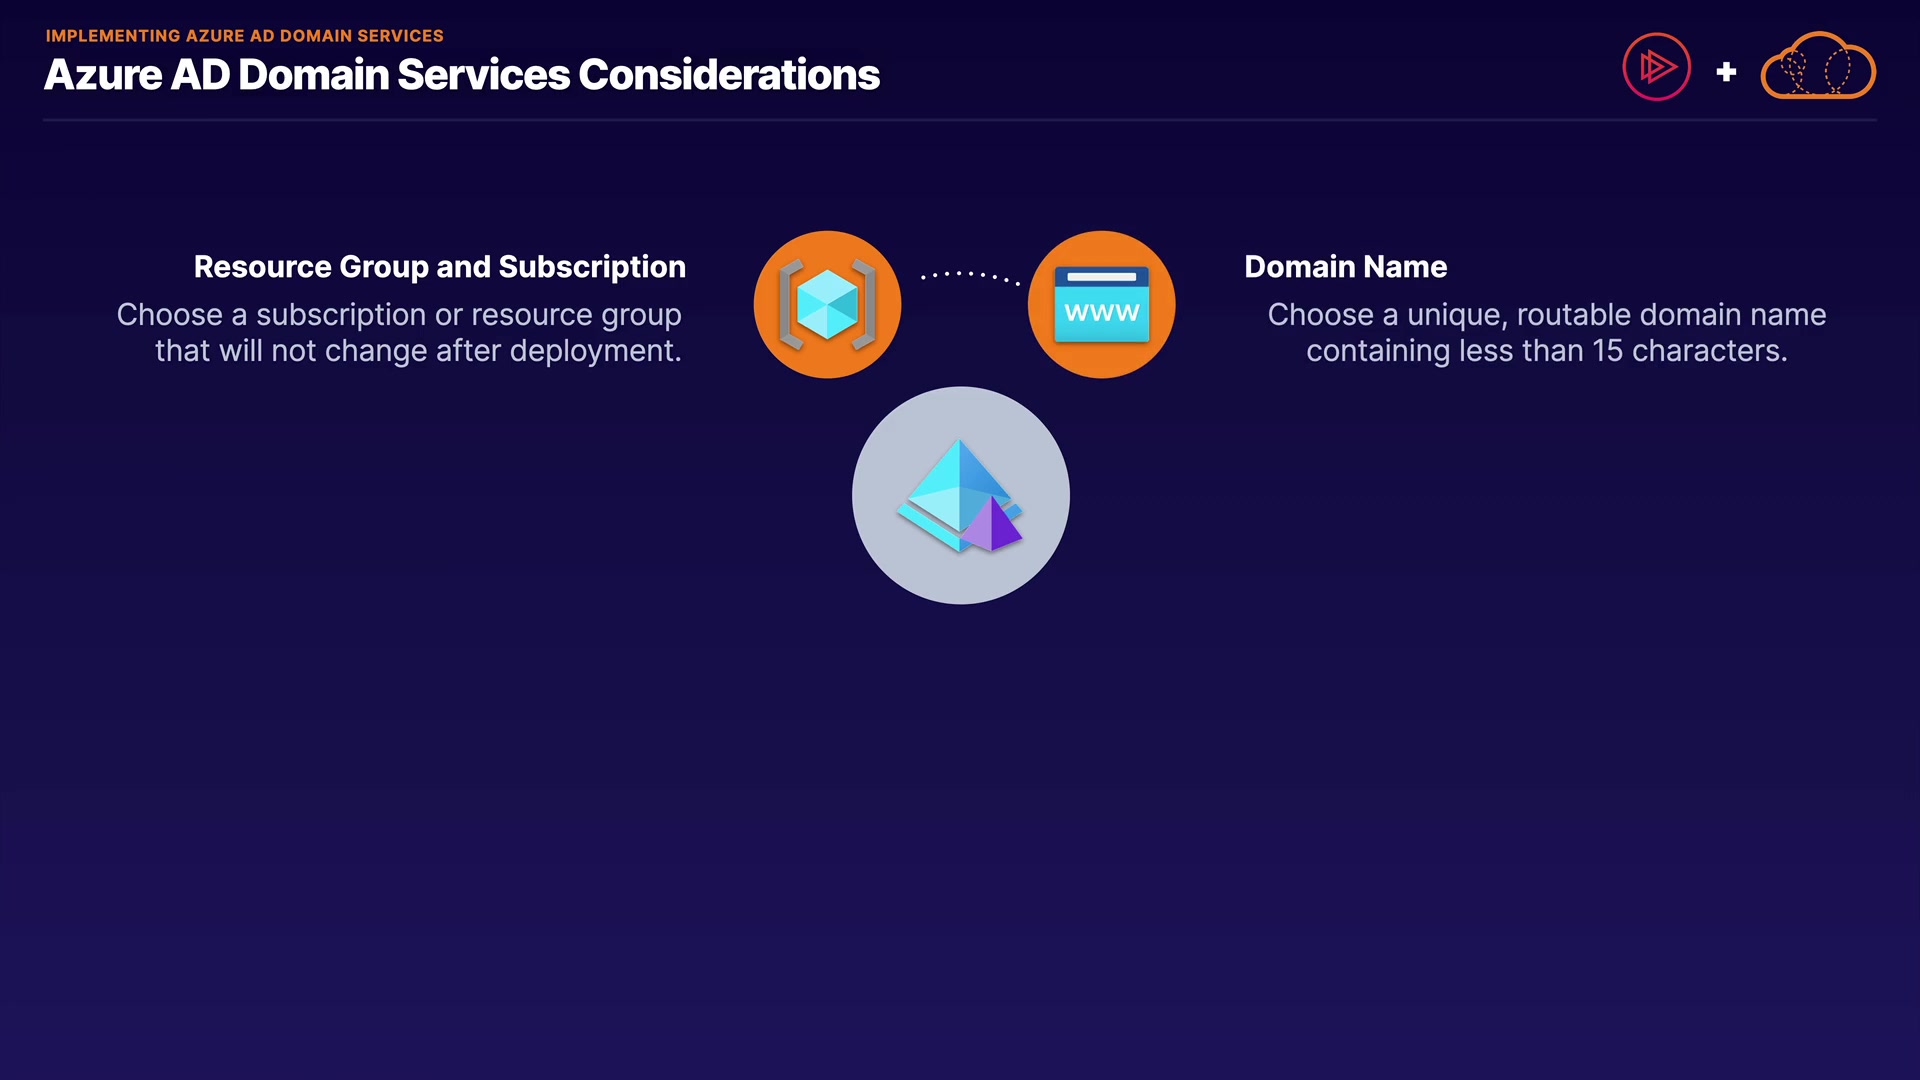 IMPLEMENTING AZURE AD DOMAIN SERVICES
Azure AD Domain Services Considerations
Resource Group and Subscription
Choose a subscription or resource group
that will not change after deployment.
www
Domain Name
Choose a unique, routable domain name
containing less than 15 characters.